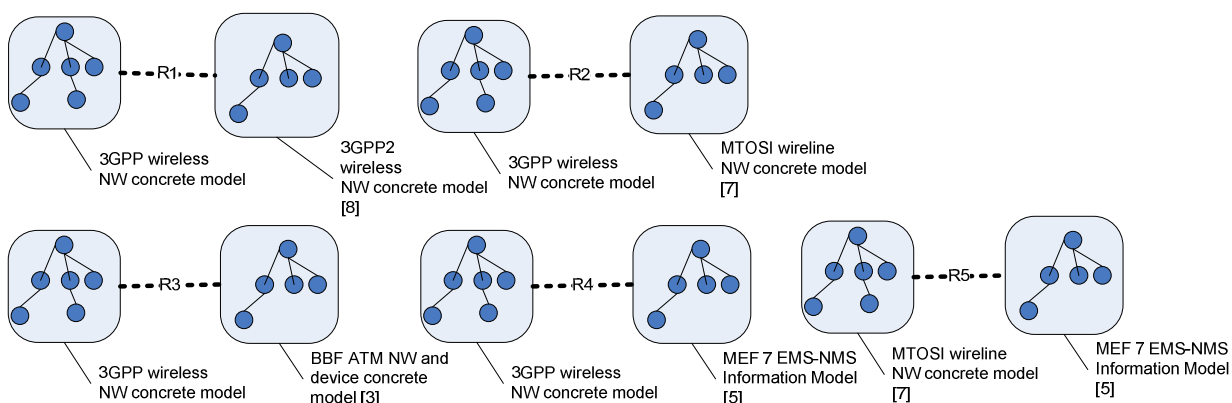 R1
R2
3GPP wireless
NW concrete model
3GPP2
wireless
NW concrete model
[8]
3GPP wireless
NW concrete model
MTOSI wireline
NW concrete model
[7]
R3
R4
R5
3GPP wireless
NW concrete model
BBF ATM NW and
device concrete
model [3]
3GPP wireless
NW concrete model
MEF 7 EMS-NMS
Information Model
[5]
MTOSI wireline
NW concrete model
[7]
MEF 7 EMS-NMS
Information Model
[5]